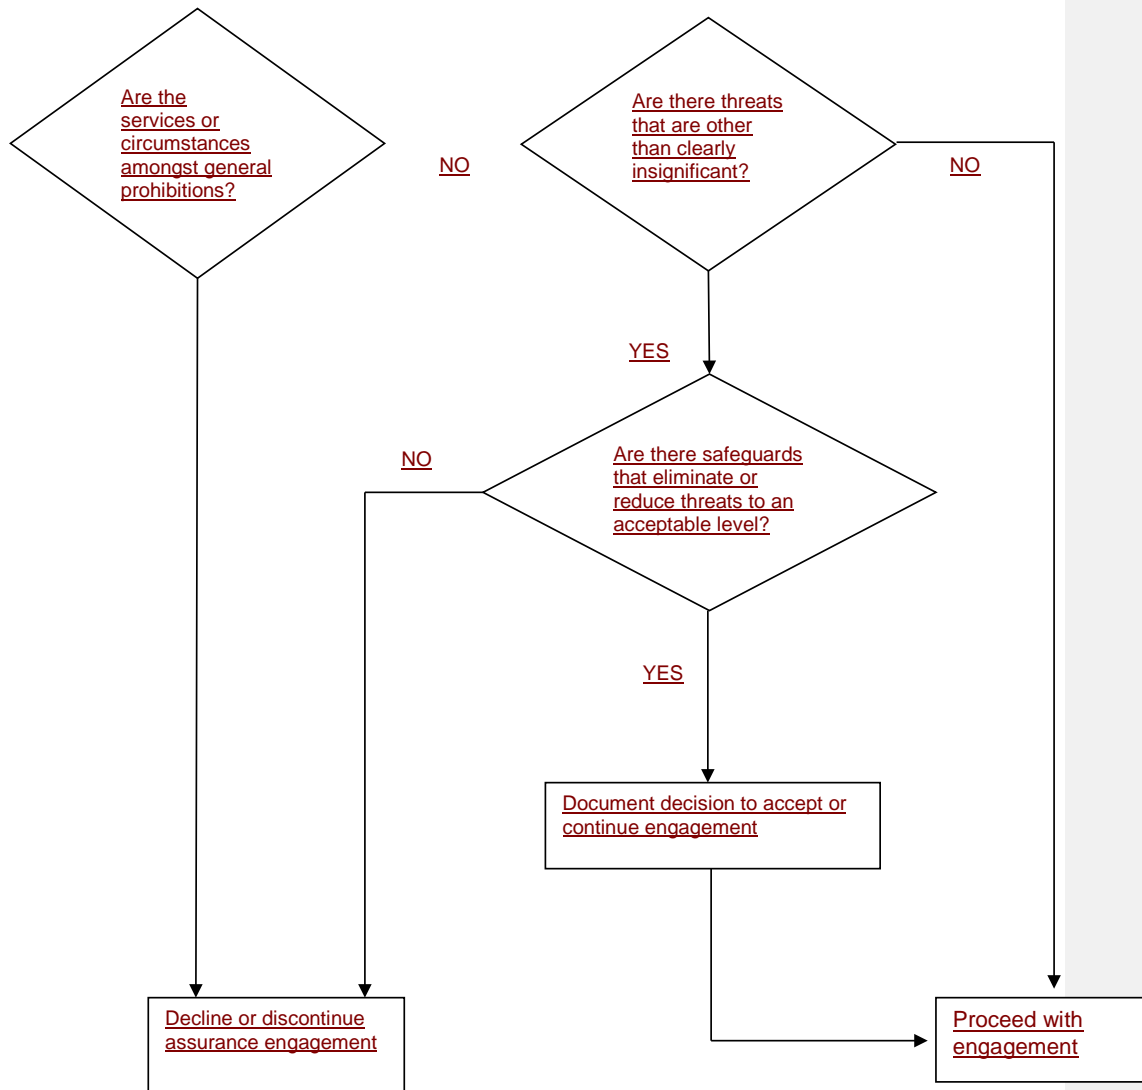 Are the
services or
circumstances
amongst general
prohibitions?
NO
Are there threats
that are other
than clearly
insignificant?
NO
YES
NO
Are there safeguards
that eliminate or
reduce threats to an
acceptable level?
YES
Document decision to accept or
continue engagement
Decline or discontinue
assurance engagement
Proceed with
engagement